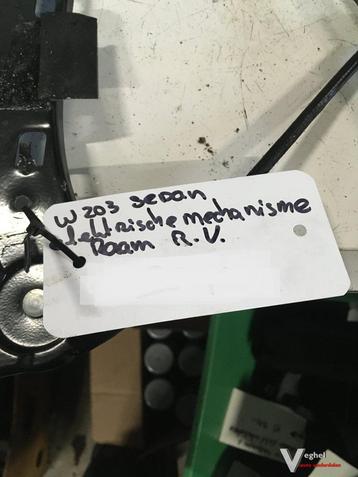 W203 Sedan
elektrische mechanisme
Raam R.V.
Veghel